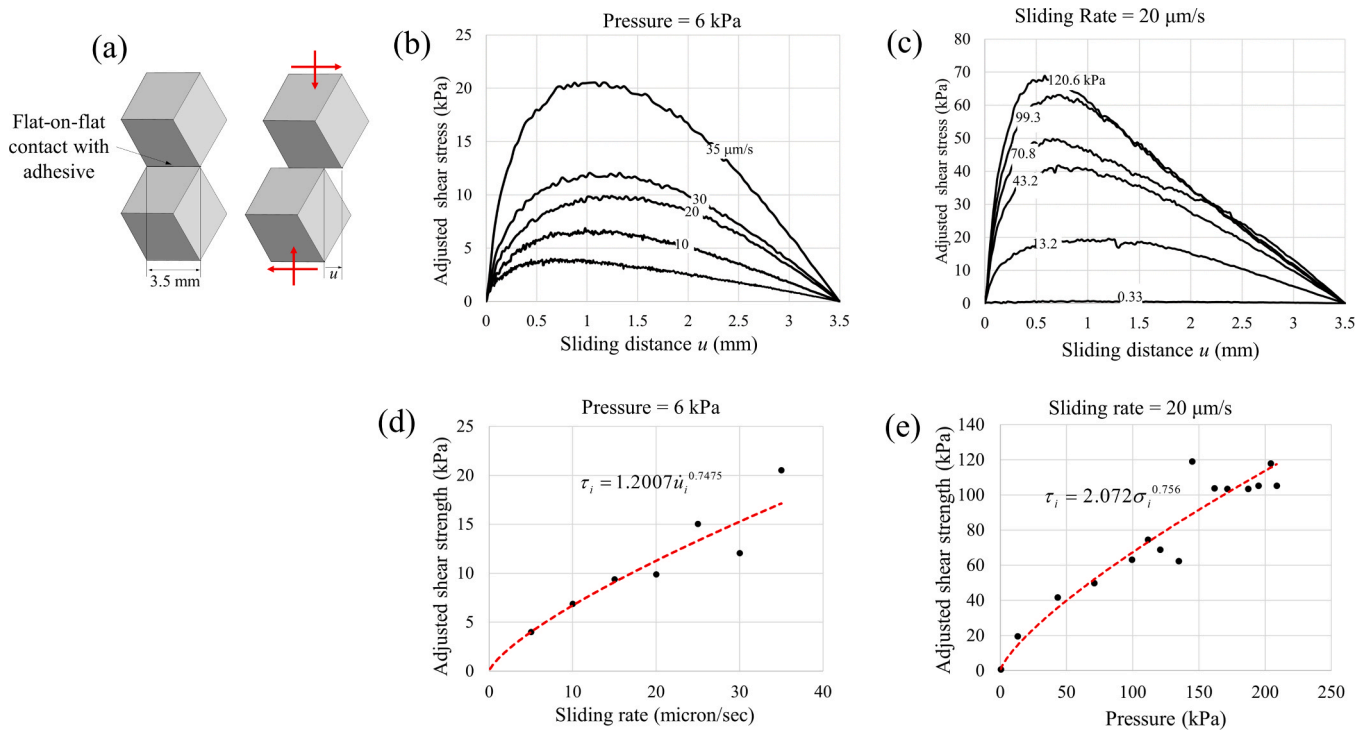 (a)
Flat-on-flat
contact with
adhesive
3.5 mm
u
(b)
Pressure = 6 kPa
Adjusted shear stress (kPa)
25
20
15
10
5
0
35 μm/s
30
20
10
0 0.5 1 1.5 2 2.5 3 3.5
Sliding distance u (mm)
(c)
Sliding Rate = 20 μm/s
Adjusted shear stress (kPa)
80
70
60
50
40
30
20
10
0
120.6 kPa
99.3
70.8
43.2
13.2
0.33
0 0.5 1 1.5 2 2.5 3 3.5
Sliding distance u (mm)
(d)
Pressure = 6 kPa
Adjusted shear strength (kPa)
25
20
15
10
5
0
τᵢ = 1.2007u̇ᵢ^0.7475
0 10 20 30 40
Sliding rate (micron/sec)
(e)
Sliding rate = 20 μm/s
Adjusted shear strength (kPa)
140
120
100
80
60
40
20
0
τᵢ = 2.072σᵢ^0.756
0 50 100 150 200 250
Pressure (kPa)